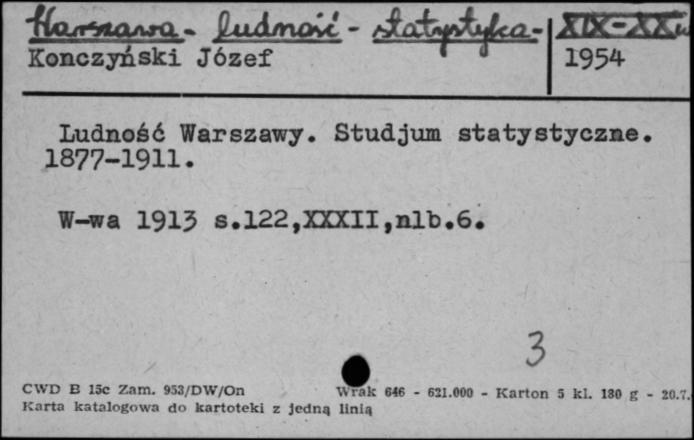 Warszawa - ludność - statystyka - XIX-XX w
Konczyński Józef 1954
Ludność Warszawy. Studjum statystyczne.
1877-1911.
W-wa 1913 s.122,XXXII,nlb.6.
3
CWD B 15c Zam. 953/DW/On Wrak 646 - 621.000 - Karton 5 kl. 180 g - 20.7.
Karta katalogowa do kartoteki z jedną linią